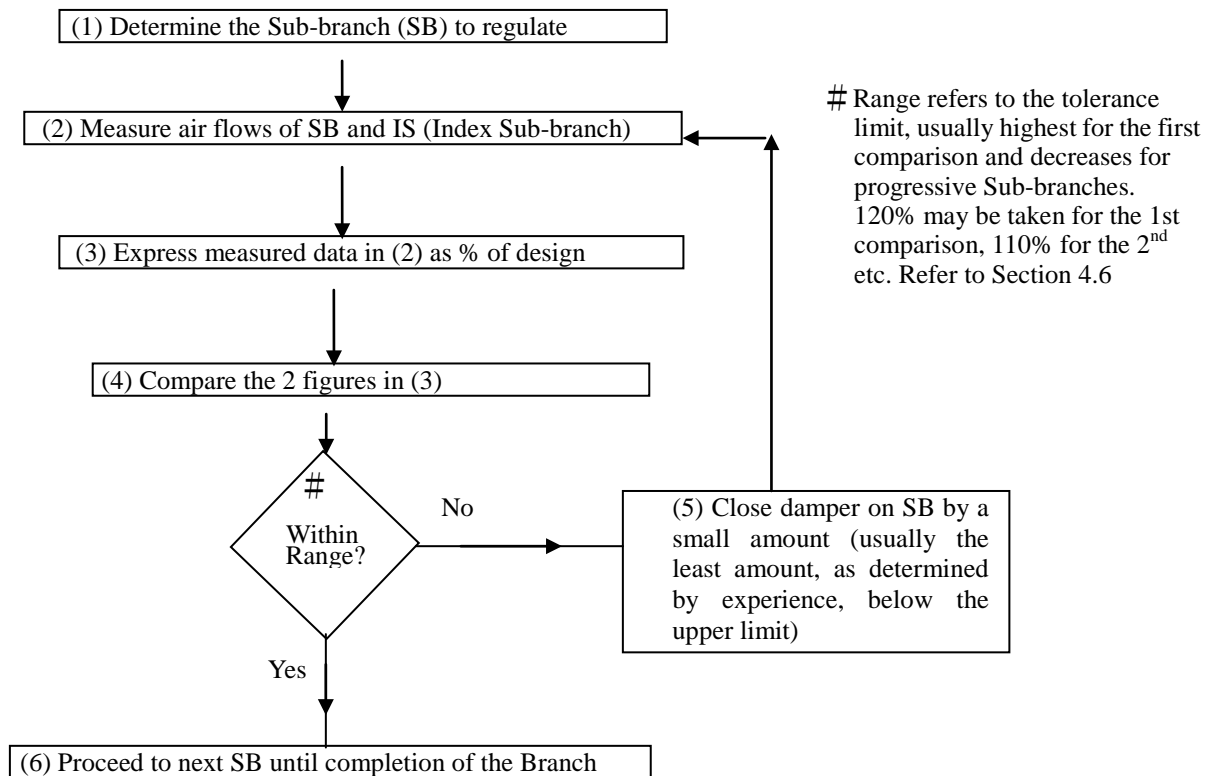 (1) Determine the Sub-branch (SB) to regulate
(2) Measure air flows of SB and IS (Index Sub-branch)
# Range refers to the tolerance
limit, usually highest for the first
comparison and decreases for
progressive Sub-branches.
120% may be taken for the 1st
comparison, 110% for the 2nd
etc. Refer to Section 4.6
(3) Express measured data in (2) as % of design
(4) Compare the 2 figures in (3)
#
Within
Range?
No
(5) Close damper on SB by a
small amount (usually the
least amount, as determined
by experience, below the
upper limit)
Yes
(6) Proceed to next SB until completion of the Branch